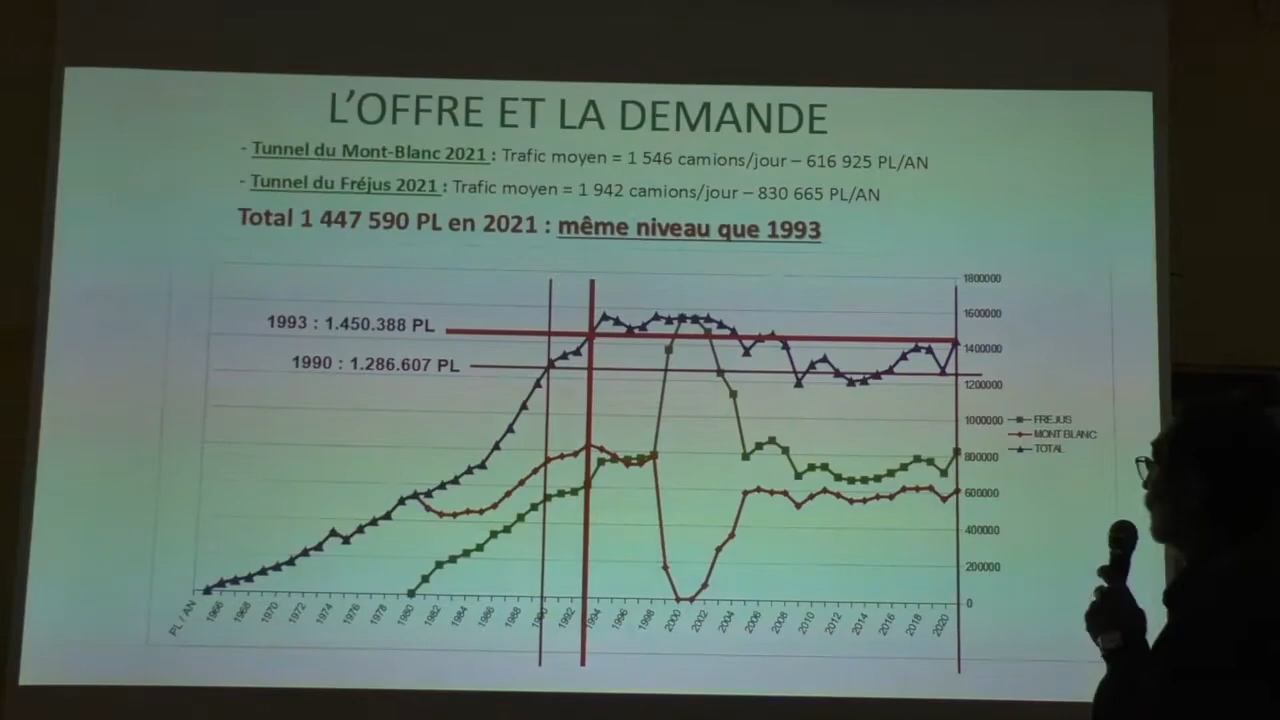 L'OFFRE ET LA DEMANDE
- Tunnel du Mont-Blanc 2021 : Trafic moyen = 1 546 camions/jour – 616 925 PL/AN
- Tunnel du Fréjus 2021 : Trafic moyen = 1 942 camions/jour – 830 665 PL/AN
Total 1 447 590 PL en 2021 : même niveau que 1993
1800000
1600000
1993 : 1.450.388 PL
1400000
1990 : 1.286.607 PL
1200000
1000000
FREJUS
MONT BLANC
TOTAL
800000
600000
400000
200000
0
PL / AN 1966 1968 1970 1972 1974 1976 1978 1980 1982 1984 1986 1988 1990 1992 1994 1996 1998 2000 2002 2004 2006 2008 2010 2012 2014 2016 2018 2020